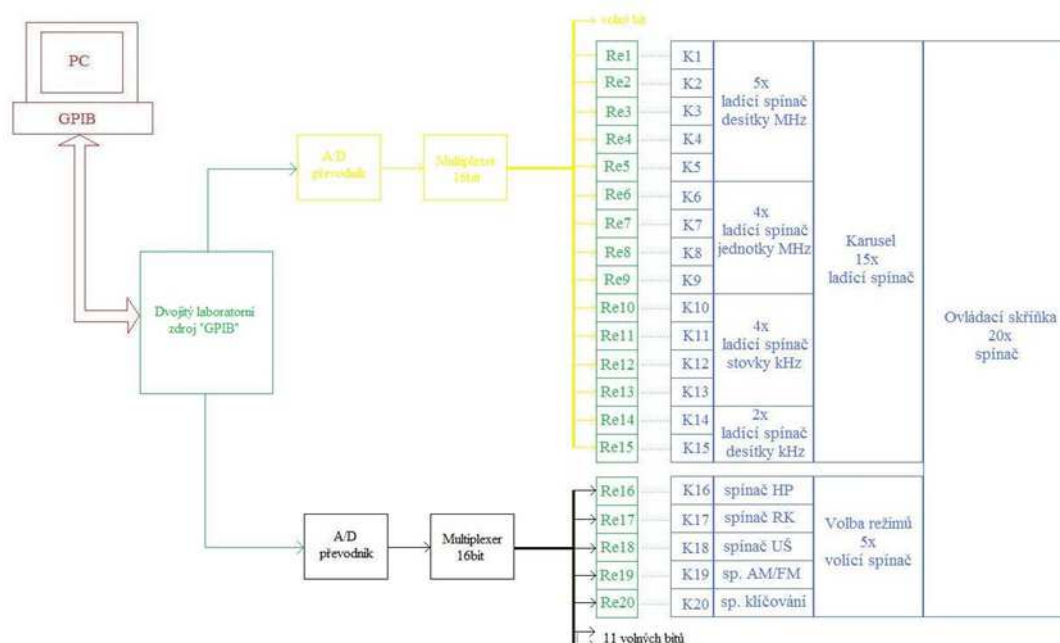 PC
GPIB
Dvojitý laboratorní
zdroj "GPIB"
A/D
převodník
Multiplexer
16bit
volný bit
Re1
Re2
Re3
Re4
Re5
Re6
Re7
Re8
Re9
Re10
Re11
Re12
Re13
Re14
Re15
K1
K2
K3
K4
K5
K6
K7
K8
K9
K10
K11
K12
K13
K14
K15
5x
ladící spínač
desítky MHz
4x
ladící spínač
jednotky MHz
4x
ladící spínač
stovky kHz
2x
ladící spínač
desítky kHz
Karusel
15x
ladící spínač
Ovládací skříňka
20x
spínač
A/D
převodník
Multiplexer
16bit
Re16
Re17
Re18
Re19
Re20
K16
K17
K18
K19
K20
spínač HP
spínač RK
spínač UŠ
sp. AM/FM
sp. klíčování
Volba režimů
5x
volící spínač
11 volných bitů